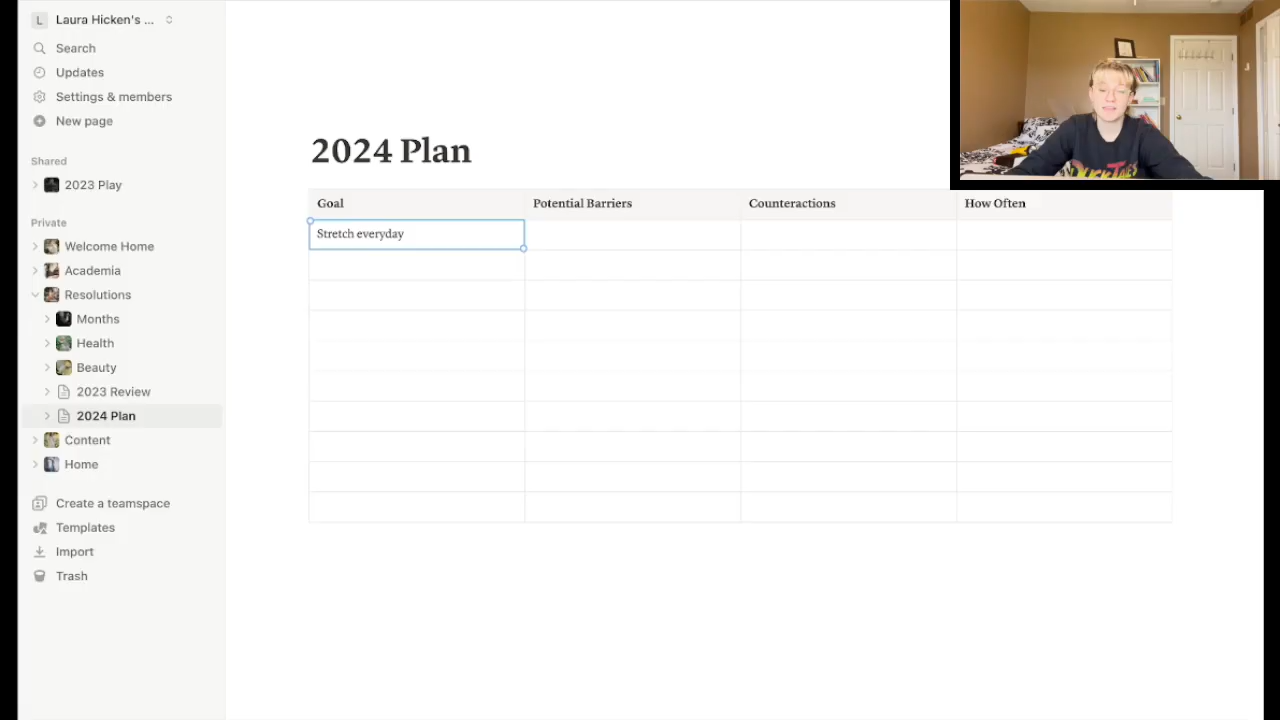 L Laura Hicken's ...
Search
Updates
Settings & members
New page
Shared
2023 Play
Private
Welcome Home
Academia
Resolutions
Months
Health
Beauty
2023 Review
2024 Plan
Content
Home
Create a teamspace
Templates
Import
Trash
2024 Plan
Goal Potential Barriers Counteractions How Often
Stretch everyday